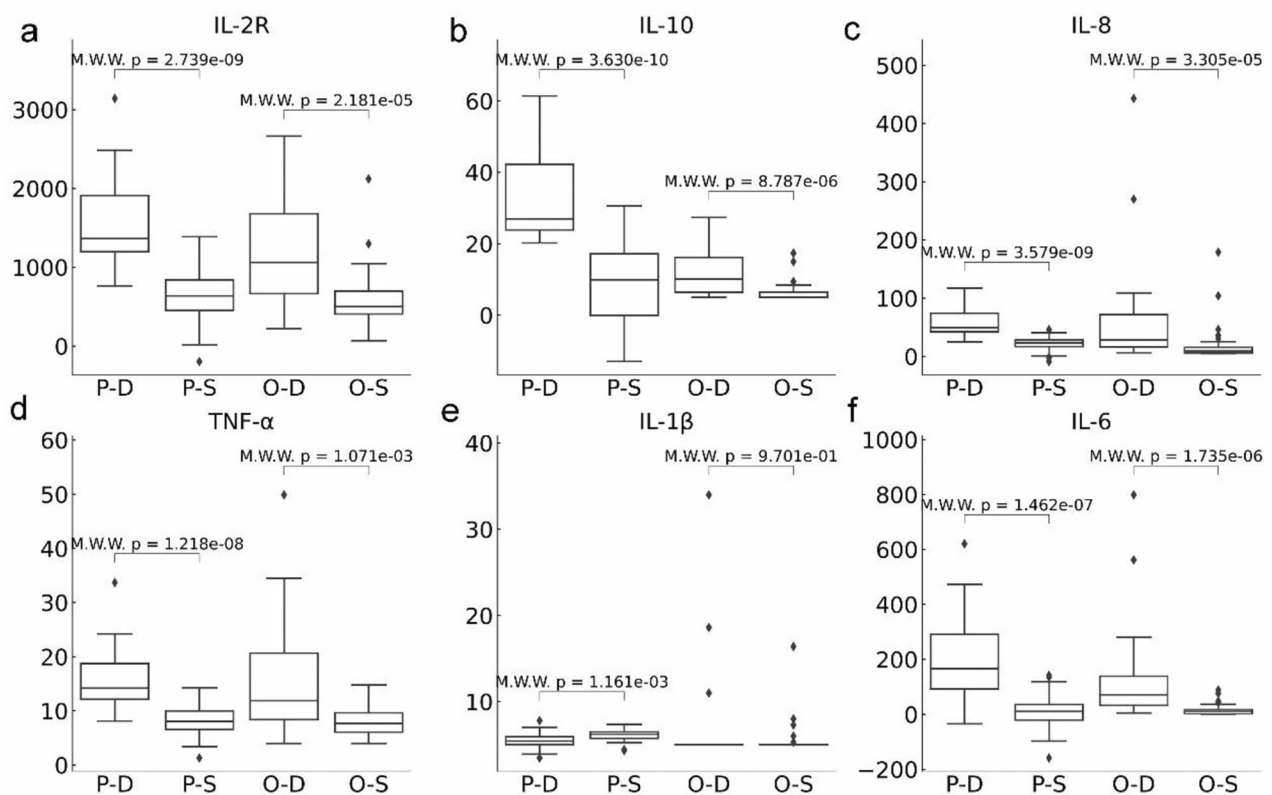 a
IL-2R
M.W.W. p = 2.739e-09
M.W.W. p = 2.181e-05
3000
2000
1000
0
P-D P-S O-D O-S
b
IL-10
M.W.W. p = 3.630e-10
M.W.W. p = 8.787e-06
60
40
20
0
P-D P-S O-D O-S
c
IL-8
M.W.W. p = 3.305e-05
M.W.W. p = 3.579e-09
500
400
300
200
100
0
P-D P-S O-D O-S
d
TNF-α
M.W.W. p = 1.071e-03
M.W.W. p = 1.218e-08
60
50
40
30
20
10
0
P-D P-S O-D O-S
e
IL-1β
M.W.W. p = 9.701e-01
M.W.W. p = 1.161e-03
40
30
20
10
P-D P-S O-D O-S
f
IL-6
M.W.W. p = 1.735e-06
M.W.W. p = 1.462e-07
1000
800
600
400
200
0
−200
P-D P-S O-D O-S